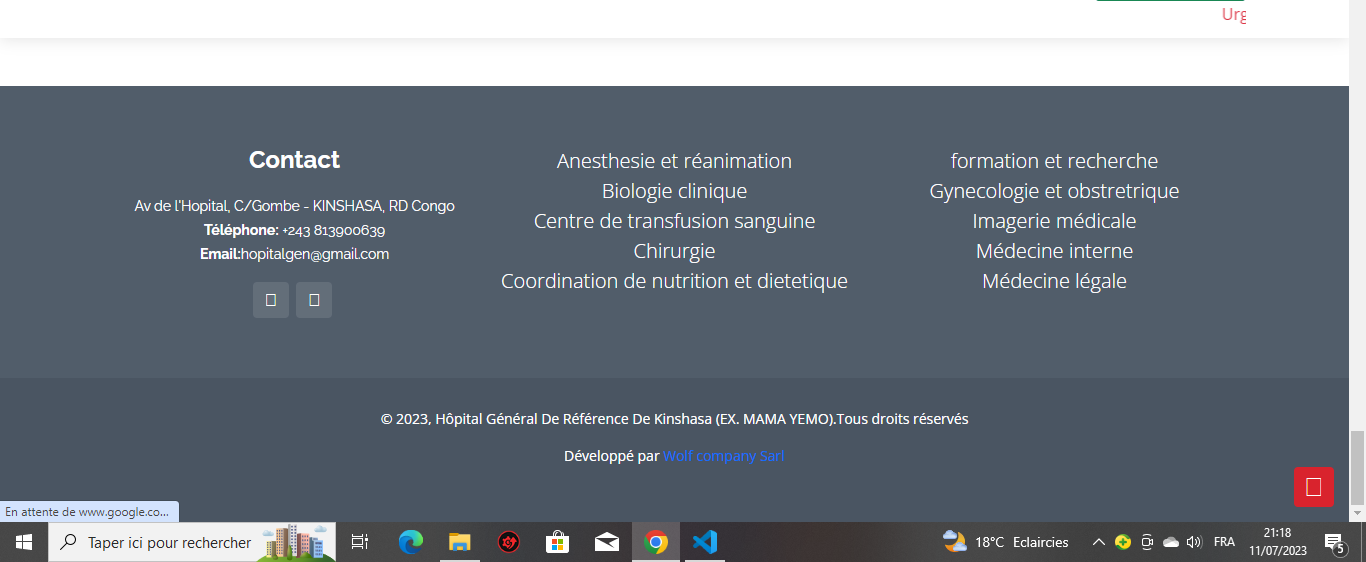 Urg
Contact
Av de l'Hopital, C/Gombe - KINSHASA, RD Congo
Téléphone: +243 813900639
Email:hopitalgen@gmail.com
Anesthesie et réanimation
Biologie clinique
Centre de transfusion sanguine
Chirurgie
Coordination de nutrition et dietetique
formation et recherche
Gynecologie et obstretrique
Imagerie médicale
Médecine interne
Médecine légale
© 2023, Hôpital Général De Référence De Kinshasa (EX. MAMA YEMO).Tous droits réservés
Développé par Wolf company Sarl
En attente de www.google.co...
Taper ici pour rechercher
18°C Eclaircies
FRA
21:18
11/07/2023
5